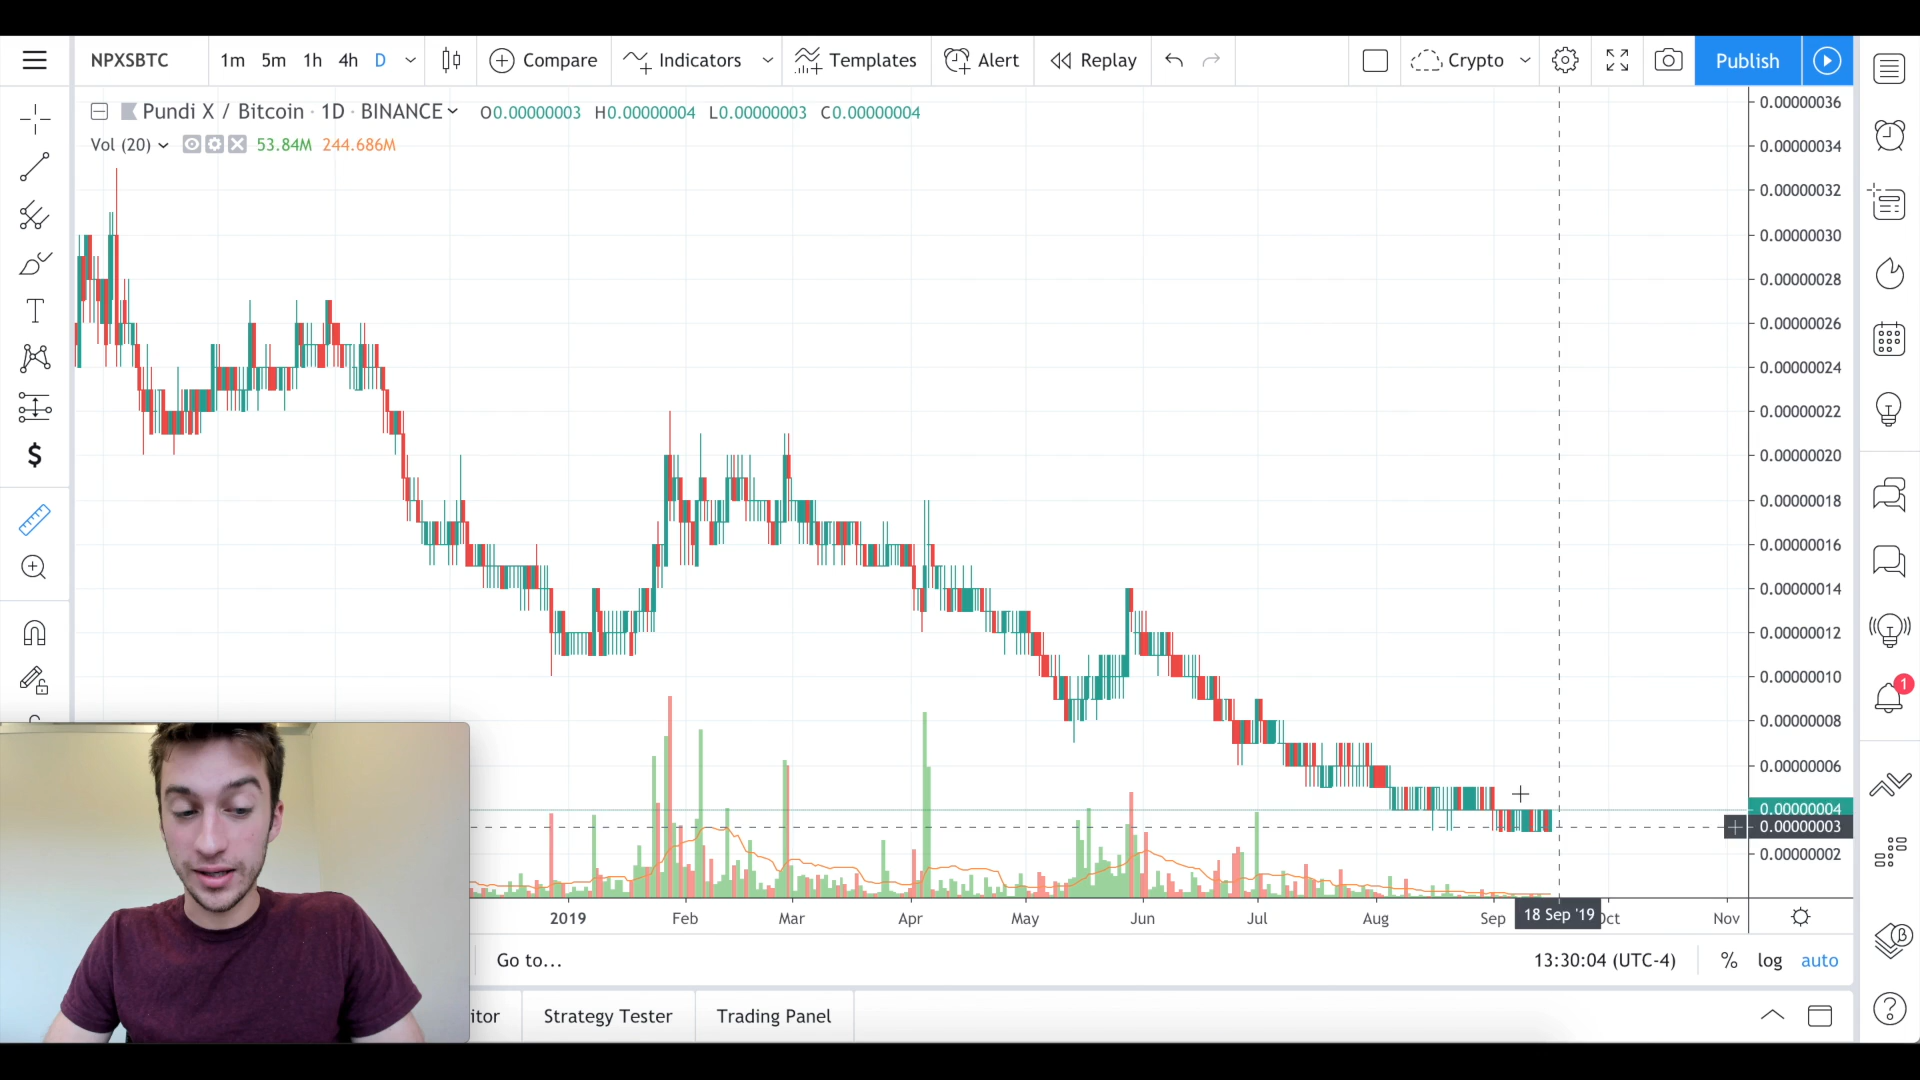 NPXSBTC 1m 5m 1h 4h D Compare Indicators Templates Alert Replay Crypto Publish
Pundi X / Bitcoin · 1D · BINANCE O0.00000003 H0.00000004 L0.00000003 C0.00000004
Vol (20) 53.84M 244.686M
0.00000036
0.00000034
0.00000032
0.00000030
0.00000028
0.00000026
0.00000024
0.00000022
0.00000020
0.00000018
0.00000016
0.00000014
0.00000012
0.00000010
0.00000008
0.00000006
0.00000004
0.00000003
0.00000002
T
$
1
β
?
2019 Feb Mar Apr May Jun Jul Aug Sep 18 Sep '19 Oct Nov
Go to... 13:30:04 (UTC-4) % log auto
itor Strategy Tester Trading Panel